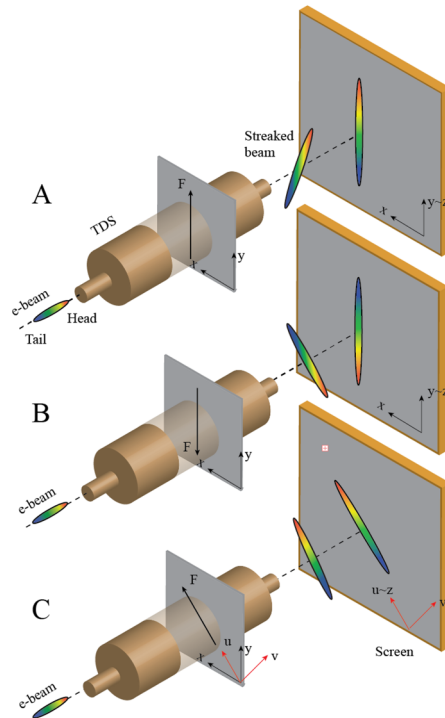 Streaked
beam
y~z
x
A
F
TDS
x
y
e-beam
Head
Tail
y~z
x
B
F
x
y
e-beam
C
F
u~z
v
u
x
y
v
Screen
e-beam